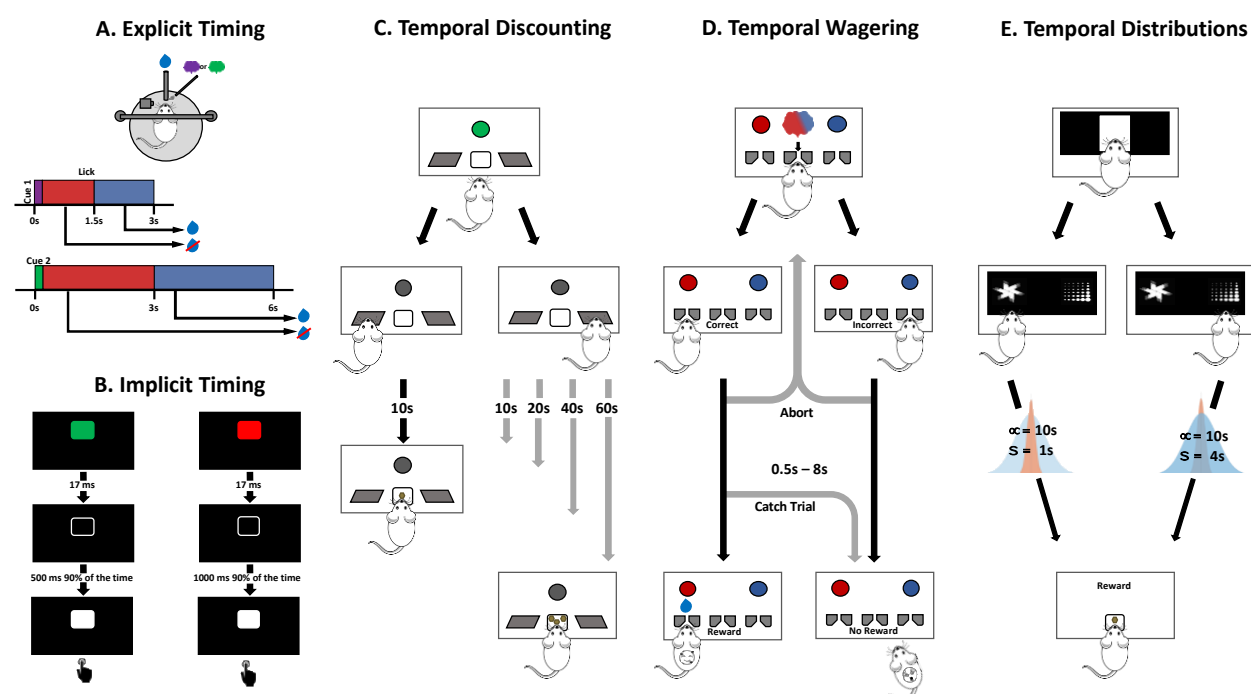 A. Explicit Timing
or
Lick
Cue 1
0s
1.5s
3s
Cue 2
0s
3s
6s
B. Implicit Timing
17 ms
17 ms
500 ms 90% of the time
1000 ms 90% of the time
C. Temporal Discounting
10s
10s
20s
40s
60s
D. Temporal Wagering
Correct
Incorrect
Abort
0.5s – 8s
Catch Trial
Reward
No Reward
E. Temporal Distributions
∝ = 10s
S = 1s
∝ = 10s
S = 4s
Reward